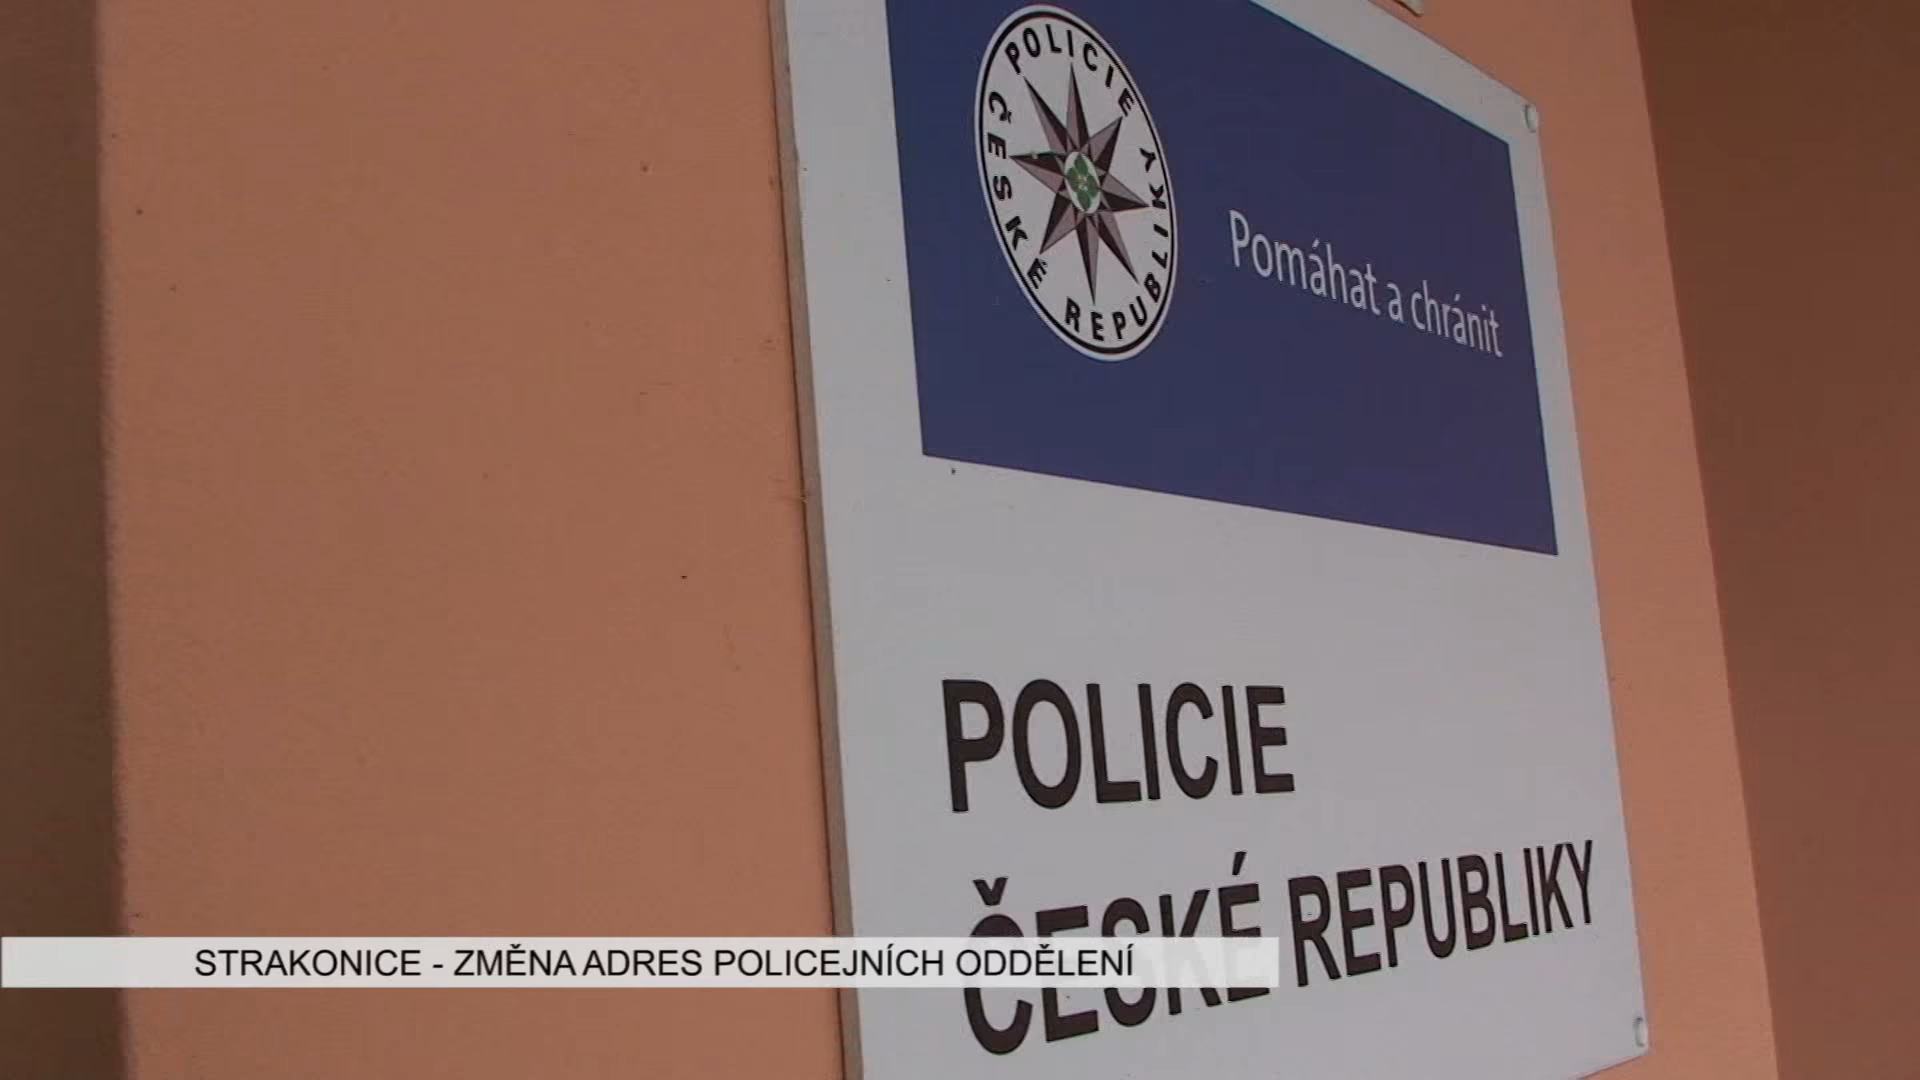 POLICIE ČESKÉ REPUBLIKY
Pomáhat a chránit
POLICIE
ČESKÉ REPUBLIKY
STRAKONICE - ZMĚNA ADRES POLICEJNÍCH ODDĚLENÍ